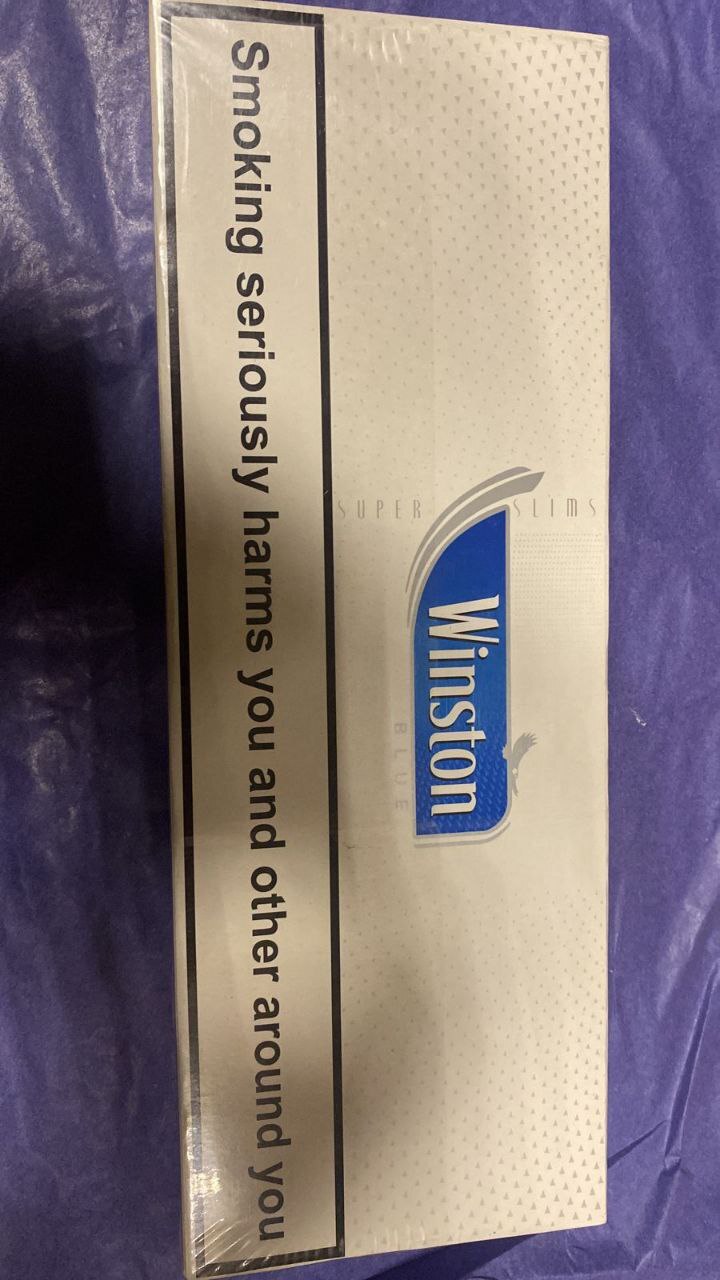 SUPER SLIMS
Winston
BLUE
Smoking seriously harms you and other around you